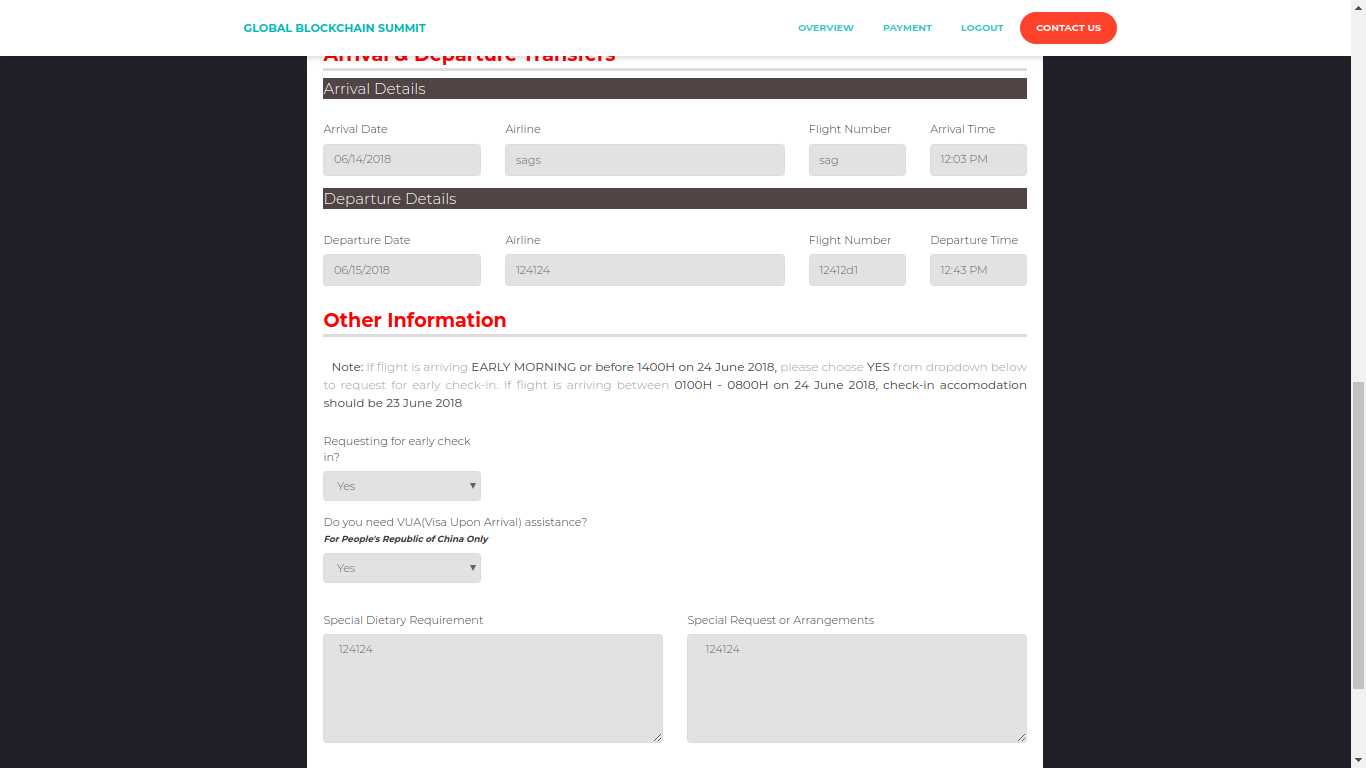 GLOBAL BLOCKCHAIN SUMMIT OVERVIEW PAYMENT LOGOUT CONTACT US
Arrival & Departure Transfers
Arrival Details
Arrival Date Airline Flight Number Arrival Time
06/14/2018 sags sag 12:03 PM
Departure Details
Departure Date Airline Flight Number Departure Time
06/15/2018 124124 12412d1 12:43 PM
Other Information
Note: if flight is arriving EARLY MORNING or before 1400H on 24 June 2018, please choose YES from dropdown below
to request for early check-in. If flight is arriving between 0100H - 0800H on 24 June 2018, check-in accomodation
should be 23 June 2018
Requesting for early check
in?
Yes
Do you need VUA(Visa Upon Arrival) assistance?
For People's Republic of China Only
Yes
Special Dietary Requirement Special Request or Arrangements
124124 124124